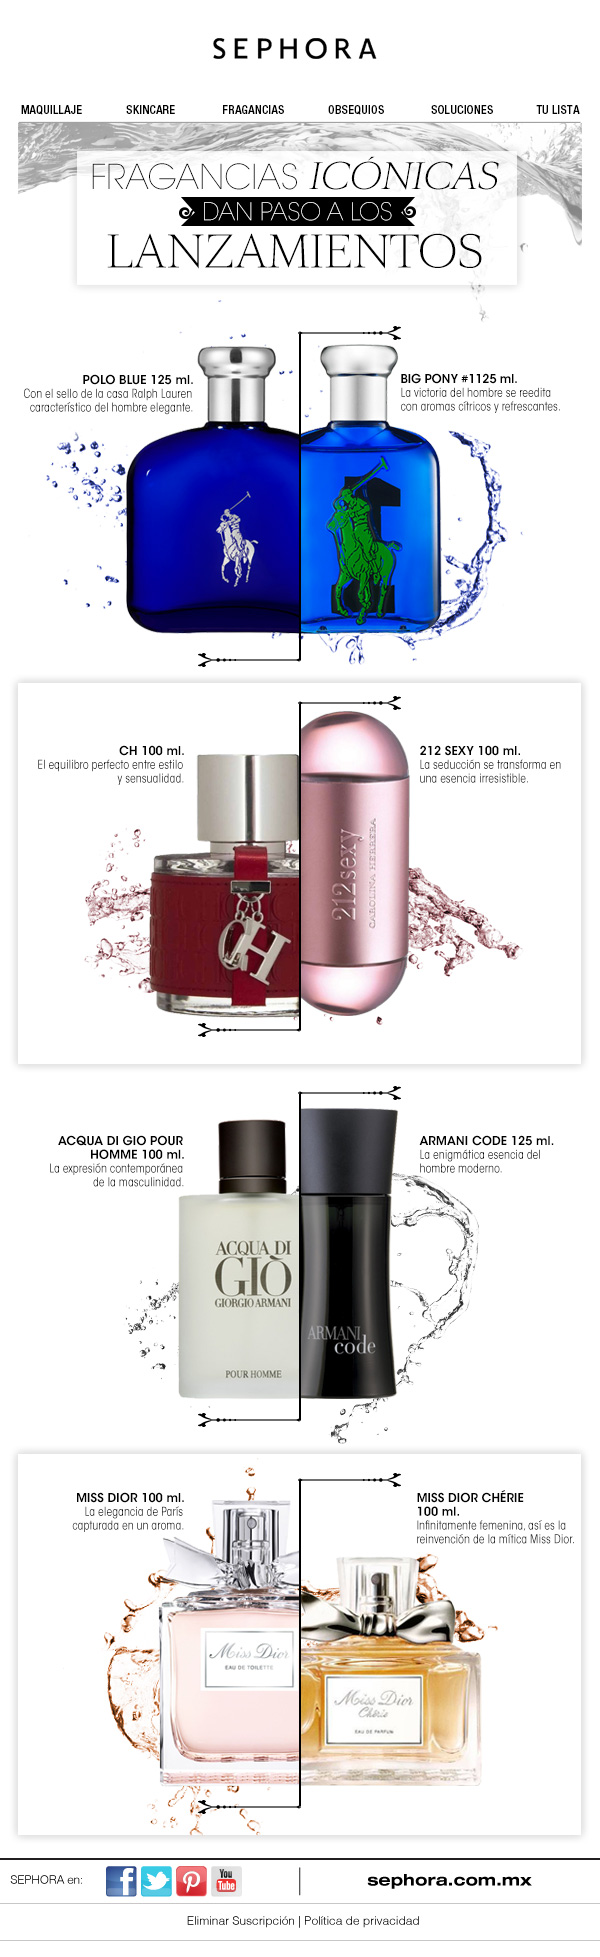 SEPHORA
MAQUILLAJE SKINCARE FRAGANCIAS OBSEQUIOS SOLUCIONES TU LISTA
FRAGANCIAS ICÓNICAS
DAN PASO A LOS
LANZAMIENTOS
POLO BLUE 125 ml.
Con el sello de la casa Ralph Lauren
característico del hombre elegante.
BIG PONY #1125 ml.
La victoria del hombre se reedita
con aromas cítricos y refrescantes.
1
CH 100 ml.
El equilibro perfecto entre estilo
y sensualidad.
212 SEXY 100 ml.
La seducción se transforma en
una esencia irresistible.
CH
212 sexy
CAROLINA HERRERA
ACQUA DI GIO POUR
HOMME 100 ml.
La expresión contemporánea
de la masculinidad.
ARMANI CODE 125 ml.
La enigmática esencia del
hombre moderno.
ACQUA DI
GIÒ
GIORGIO ARMANI
POUR HOMME
ARMANI
code
MISS DIOR 100 ml.
La elegancia de París
capturada en un aroma.
MISS DIOR CHÉRIE
100 ml.
Infinitamente femenina, así es la
reinvención de la mítica Miss Dior.
Miss Dior
EAU DE TOILETTE
Miss Dior
Chérie
EAU DE PARFUM
SEPHORA en:
You
Tube
sephora.com.mx
Eliminar Suscripción | Política de privacidad